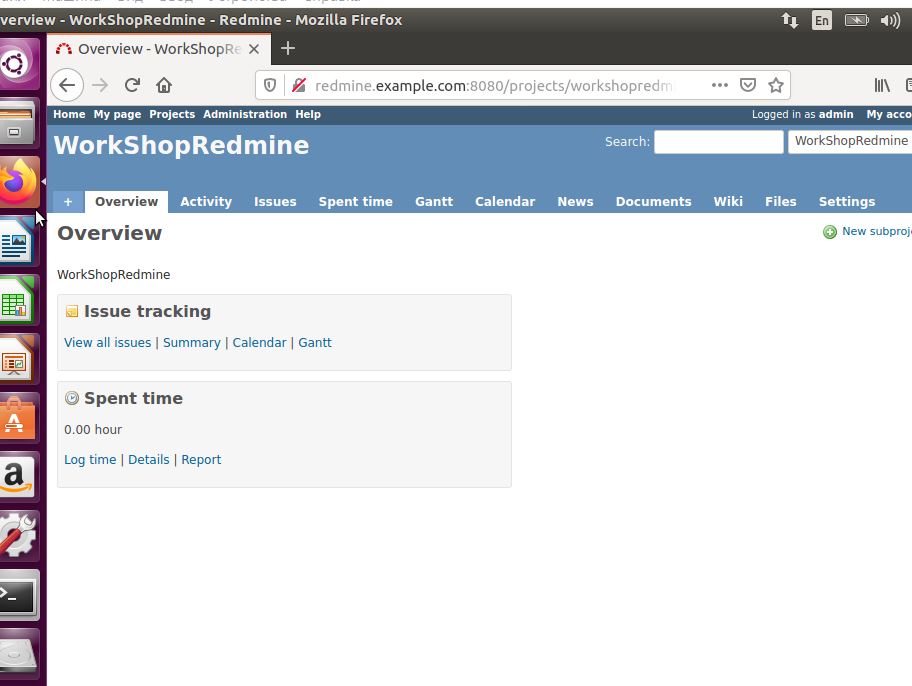 verview - WorkShopRedmine - Redmine - Mozilla Firefox
En
Overview - WorkShopRe
redmine.example.com:8080/projects/workshopredm
Home My page Projects Administration Help
Logged in as admin My acco
WorkShopRedmine
Search:
WorkShopRedmine
+ Overview Activity Issues Spent time Gantt Calendar News Documents Wiki Files Settings
Overview
New subproje
WorkShopRedmine
Issue tracking
View all issues | Summary | Calendar | Gantt
Spent time
0.00 hour
Log time | Details | Report